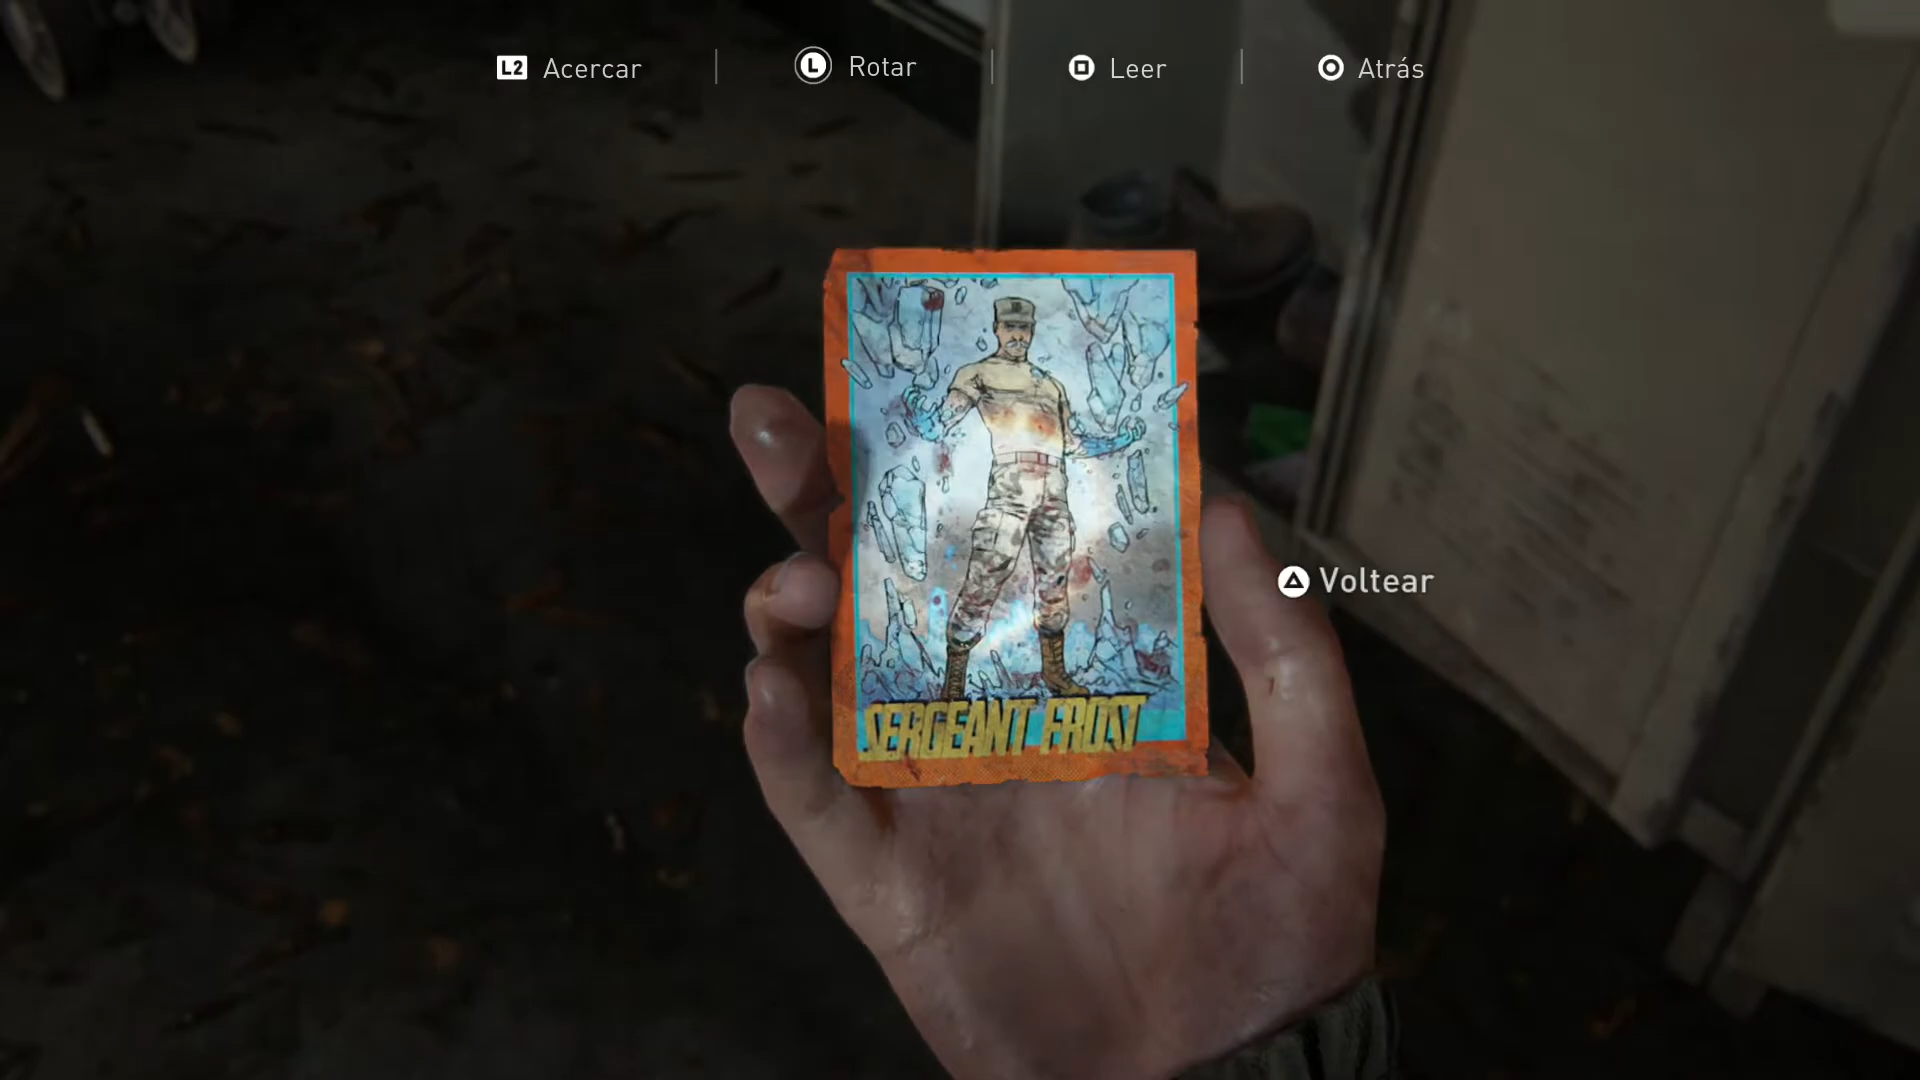 L2 Acercar
L Rotar
Leer
Atrás
SERGEANT FROST
Voltear